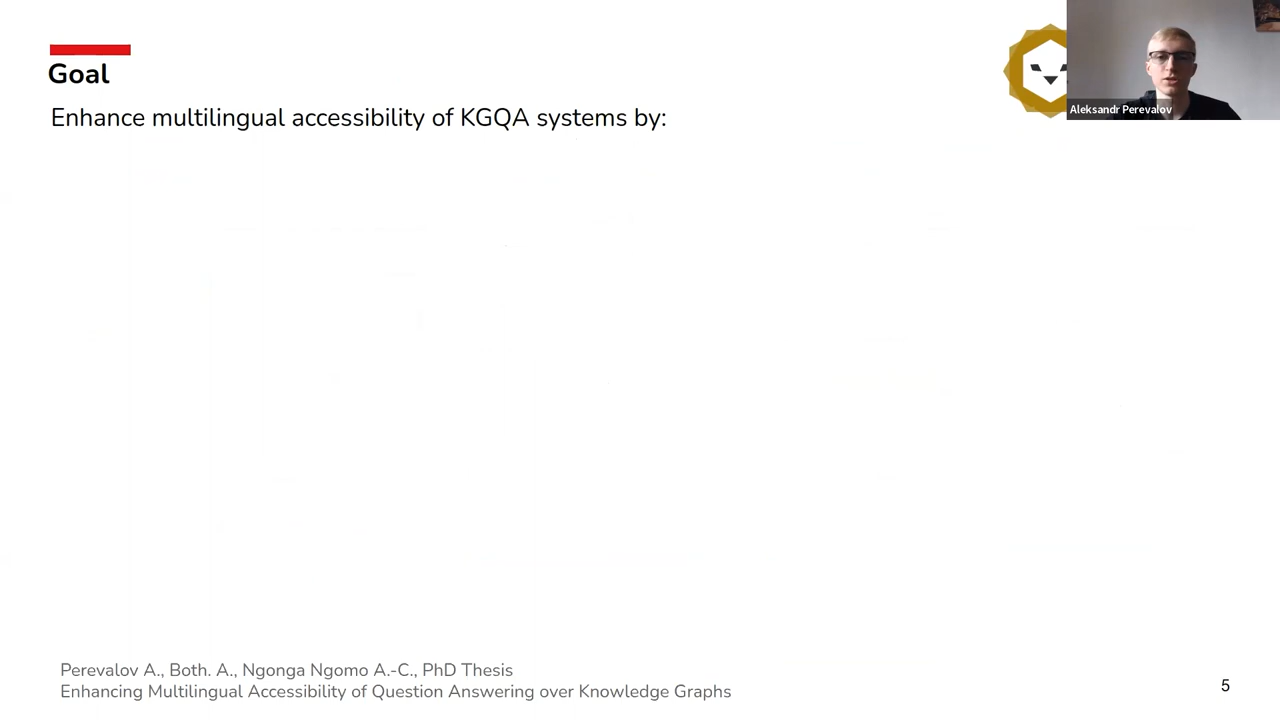 Goal
Enhance multilingual accessibility of KGQA systems by:
Aleksandr Perevalov
Perevalov A., Both. A., Ngonga Ngomo A.-C., PhD Thesis
Enhancing Multilingual Accessibility of Question Answering over Knowledge Graphs
5